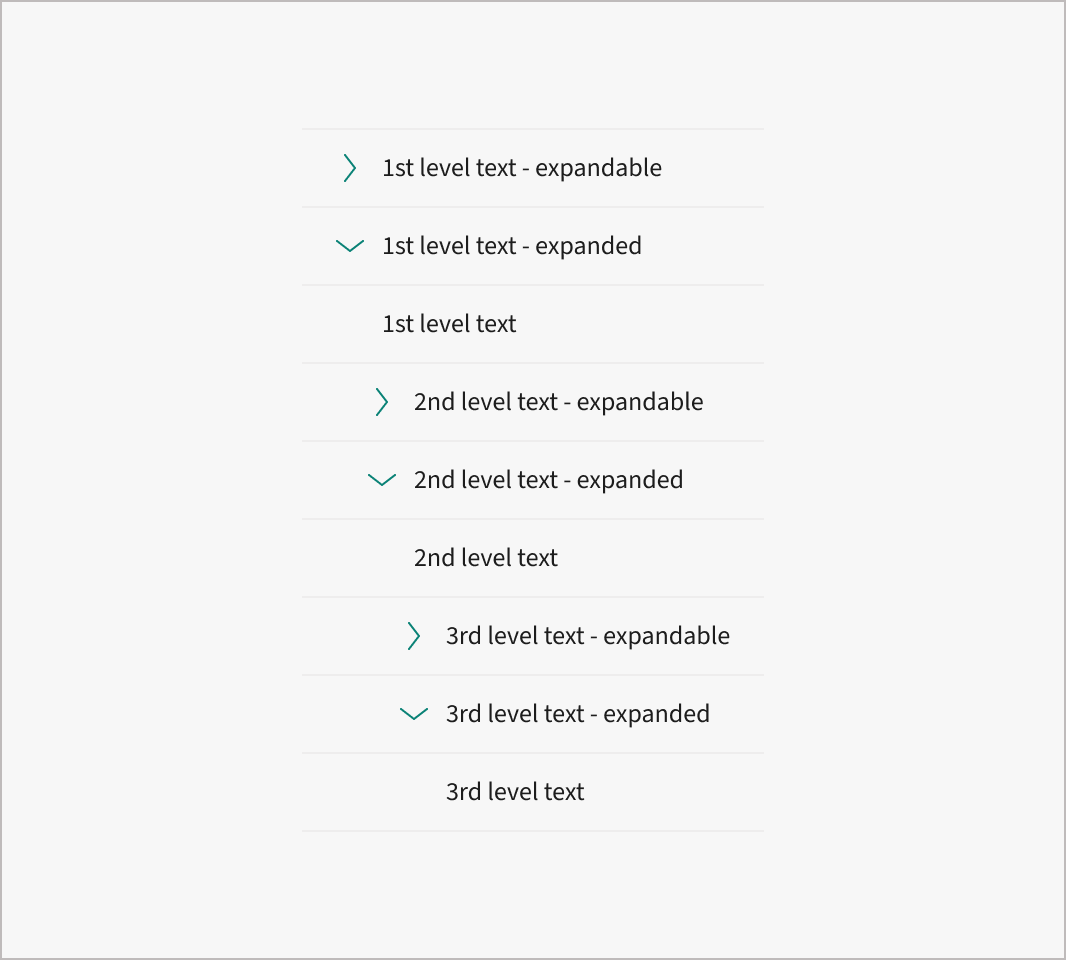 1st level text - expandable
1st level text - expanded
1st level text
2nd level text - expandable
2nd level text - expanded
2nd level text
3rd level text - expandable
3rd level text - expanded
3rd level text